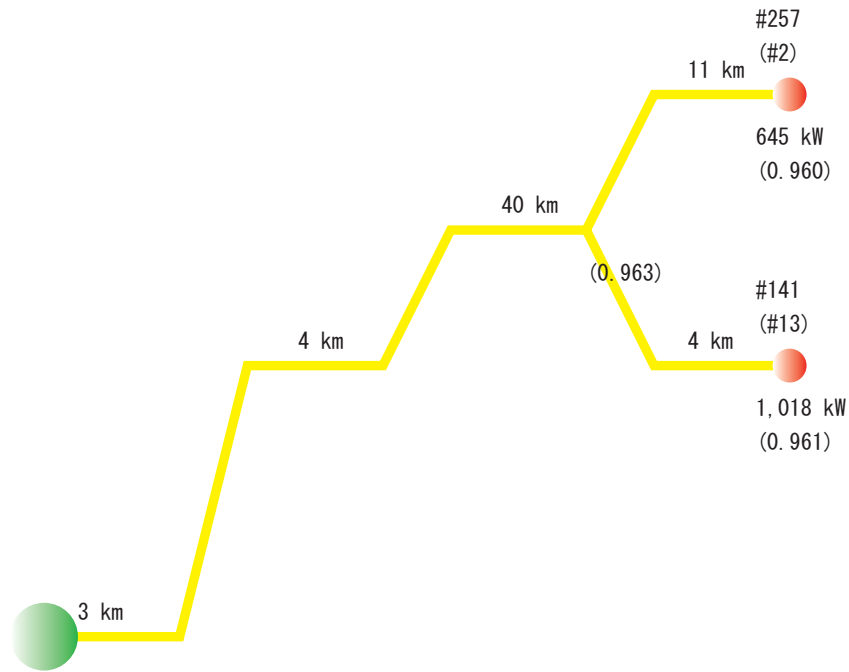 #257
(#2)
11 km
645 kW
(0.960)
40 km
(0.963)
#141
(#13)
4 km
4 km
1,018 kW
(0.961)
3 km